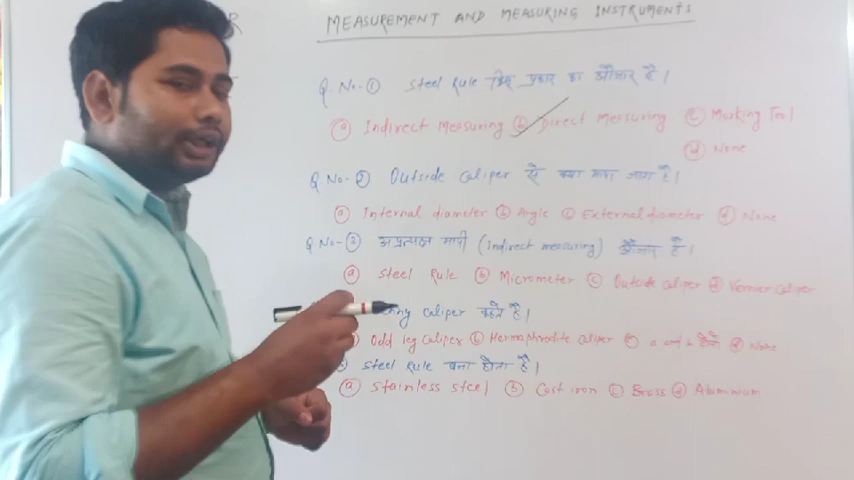 R
MEASUREMENT AND MEASURING INSTRUMENTS
Q.No-① Steel Rule किस प्रकार का औजार है।
ⓐ Indirect Measuring ⓑ Direct Measuring ⓒ Marking Tool
ⓓ None
Q No-② Outside Caliper से क्या मापा जाता है।
ⓐ Internal diameter ⓑ Angle ⓒ External diameter ⓓ None
Q No-③ अप्रत्यक्ष मापी (Indirect measuring) औजार है।
ⓐ Steel Rule ⓑ Micrometer ⓒ Outside caliper ⓓ Vernier Caliper
caliper कहते है।
Odd leg caliper ⓑ Hermaphrodite caliper ⓒ a and b दोनों ⓓ None
Steel Rule बना होता है।
ⓐ Stainless steel ⓑ Cast iron ⓒ Brass ⓓ Aluminium